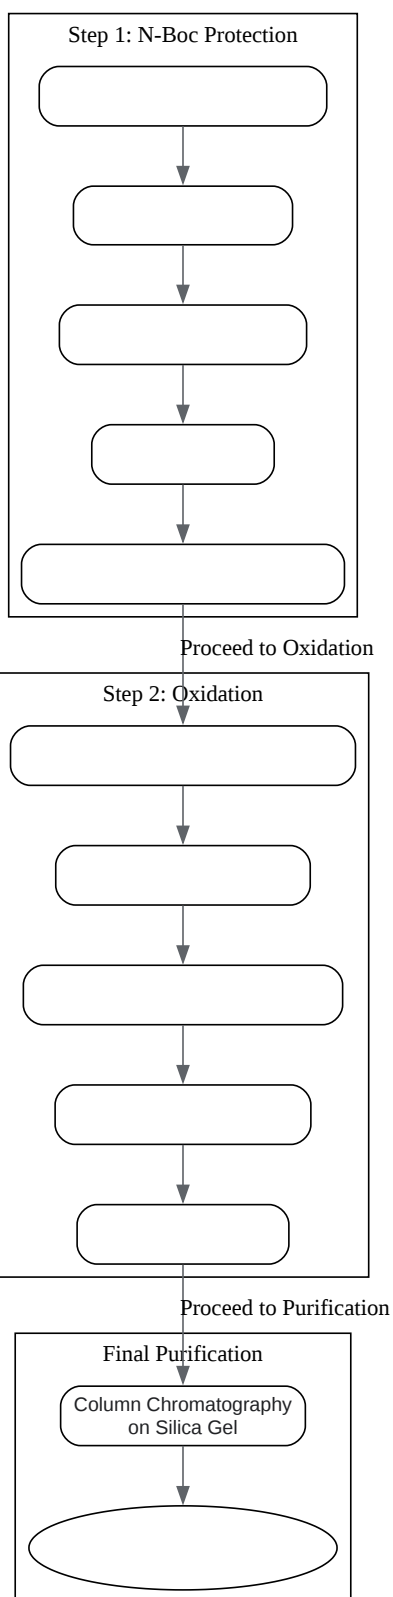 Step 1: N-Boc Protection
Proceed to Oxidation
Step 2: Oxidation
Proceed to Purification
Final Purification
Column Chromatography
on Silica Gel